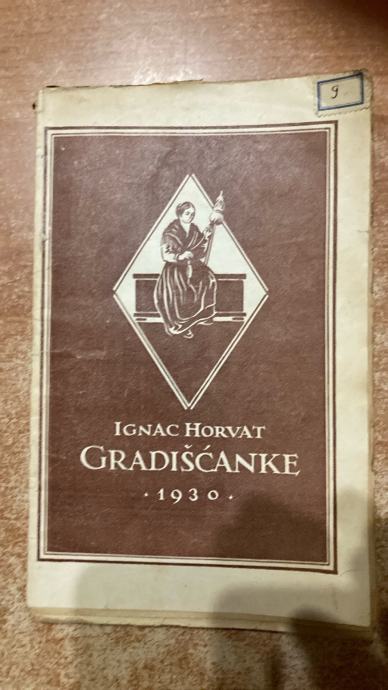 9
IGNAC HORVAT
GRADIŠĆANKE
· 1930 ·